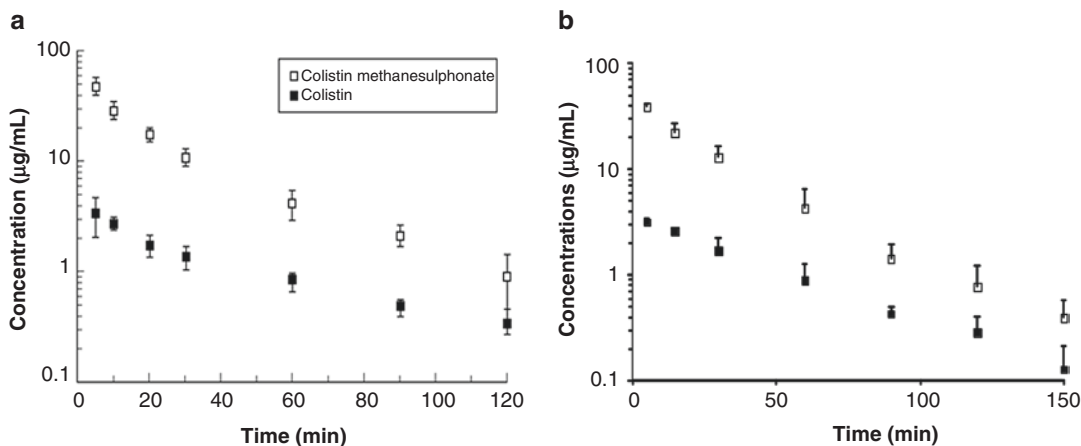 a
Concentration (µg/mL)
100
10
1
0.1
Colistin methanesulphonate
Colistin
0 20 40 60 80 100 120
Time (min)
b
Concentrations (µg/mL)
100
10
1
0.1
0 50 100 150
Time (min)